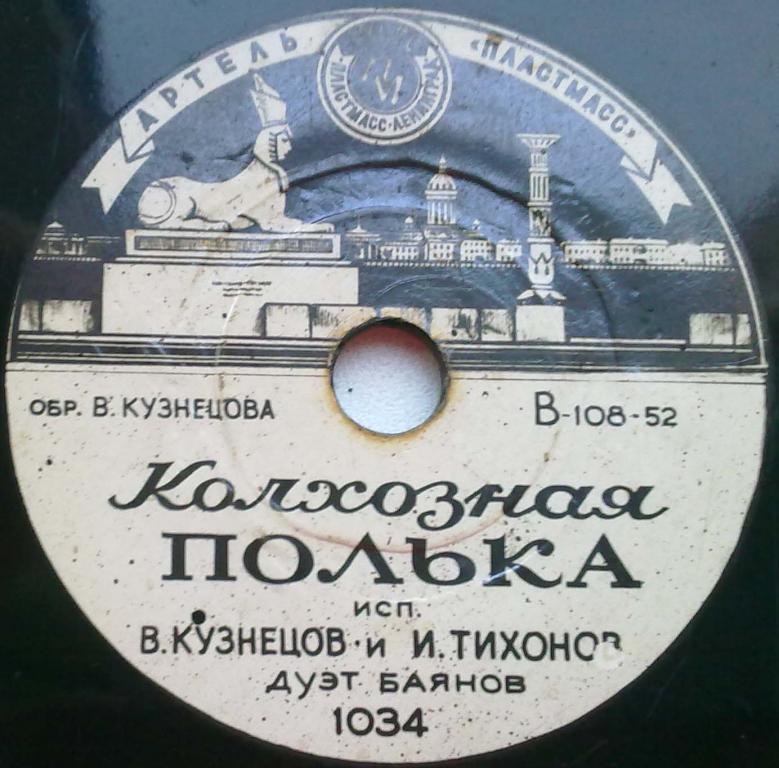 АРТЕЛЬ «ПЛАСТМАСС»
ПЛАСТМАСС·ЛЕНИНГРАД
ОБР. В. КУЗНЕЦОВА
В-108-52
Колхозная
ПОЛЬКА
ИСП.
В. КУЗНЕЦОВ и И. ТИХОНОВ
ДУЭТ БАЯНОВ
1034